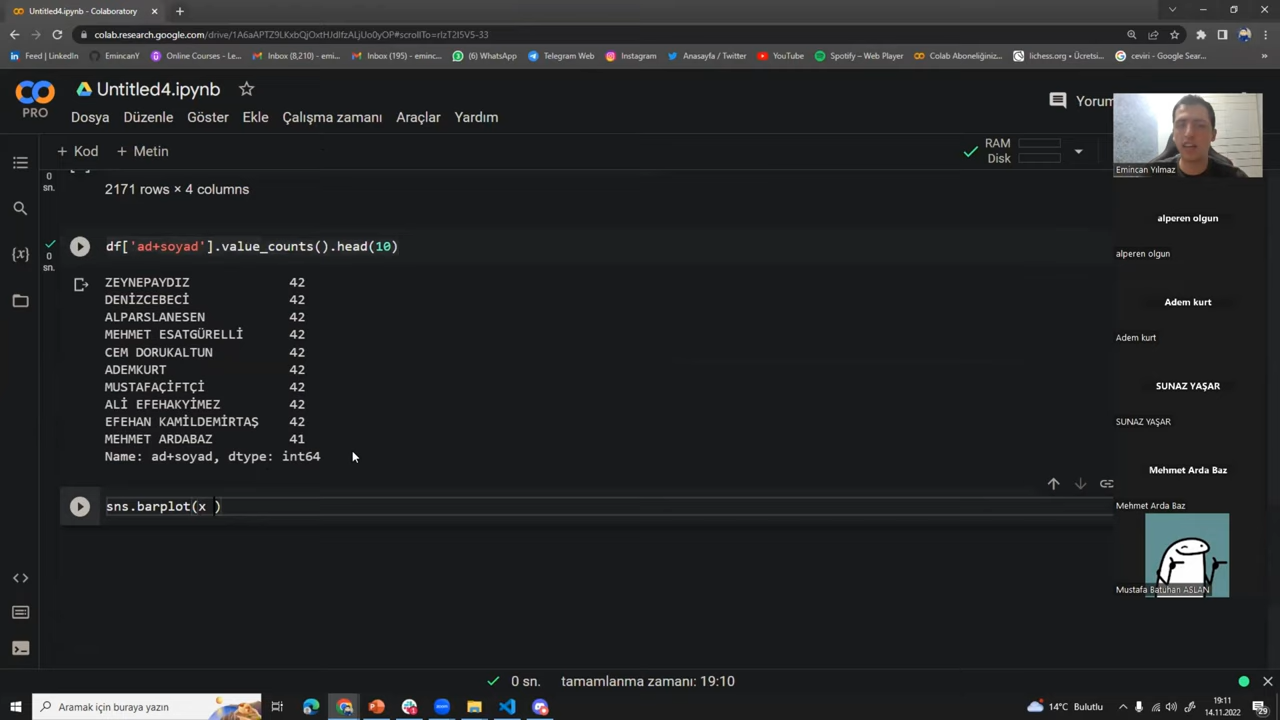 Untitled4.ipynb - Colaboratory
colab.research.google.com
Feed | LinkedIn
EmincanY
Online Courses - Le...
Inbox (8,210) - emi...
Inbox (195) - eminc...
(6) WhatsApp
Telegram Web
Instagram
Anasayfa / Twitter
YouTube
Spotify – Web Player
Colab Aboneliğiniz...
lichess.org • Ücretsi...
ceviri - Google Sear...
PRO
Untitled4.ipynb
Yorum
Dosya
Düzenle
Göster
Ekle
Çalışma zamanı
Araçlar
Yardım
+ Kod
+ Metin
RAM
Disk
0
sn.
2171 rows × 4 columns
0
sn.
df['ad+soyad'].value_counts().head(10)
ZEYNEPAYDIZ 42
DENİZCEBECİ 42
ALPARSLANESEN 42
MEHMET ESATGÜRELLİ 42
CEM DORUKALTUN 42
ADEMKURT 42
MUSTAFAÇİFTÇİ 42
ALİ EFEHAKYİMEZ 42
EFEHAN KAMİLDEMİRTAŞ 42
MEHMET ARDABAZ 41
Name: ad+soyad, dtype: int64
sns.barplot(x )
Emincan Yılmaz
alperen olgun
alperen olgun
Adem kurt
Adem kurt
SUNAZ YAŞAR
SUNAZ YAŞAR
Mehmet Arda Baz
Mehmet Arda Baz
Mustafa Batuhan ASLAN
0 sn.
tamamlanma zamanı: 19:10
Aramak için buraya yazın
14°C Bulutlu
19:11
14.11.2022
29